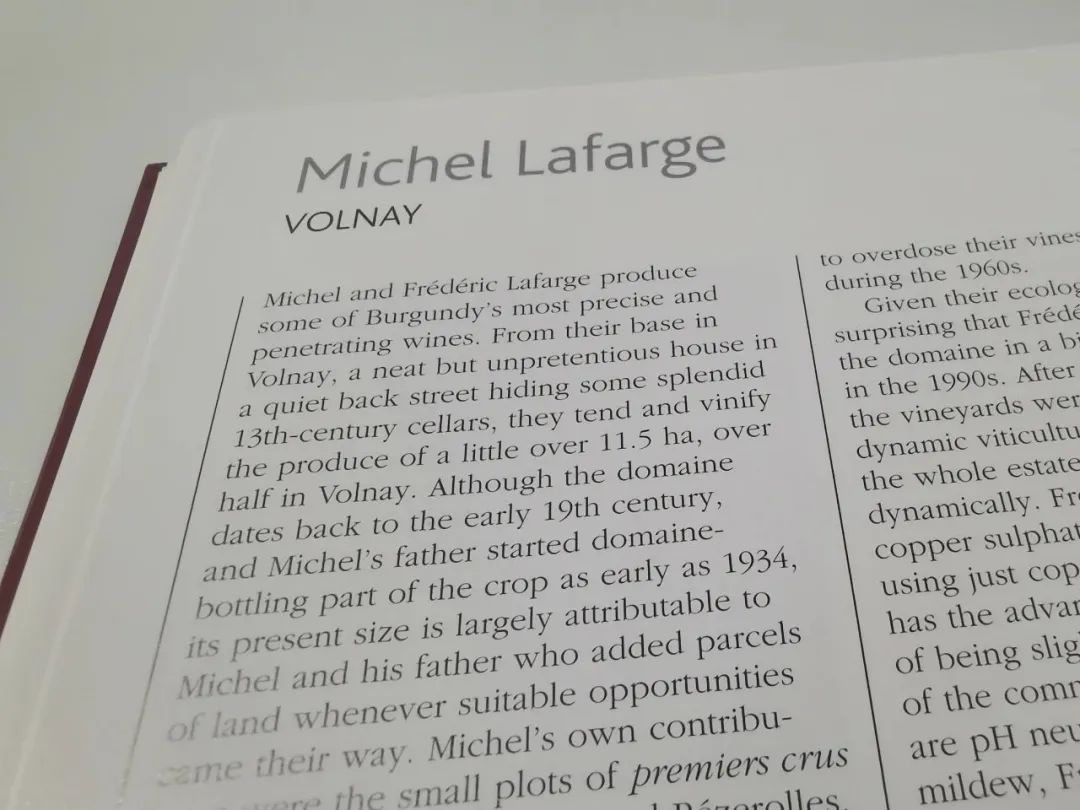 Michel Lafarge
VOLNAY
Michel and Frédéric Lafarge produce
some of Burgundy's most precise and
penetrating wines. From their base in
Volnay, a neat but unpretentious house in
a quiet back street hiding some splendid
13th-century cellars, they tend and vinify
the produce of a little over 11.5 ha, over
half in Volnay. Although the domaine
dates back to the early 19th century,
and Michel's father started domaine-
bottling part of the crop as early as 1934,
its present size is largely attributable to
Michel and his father who added parcels
of land whenever suitable opportunities
came their way. Michel's own contribu-
were the small plots of premiers crus
to overdose their vines
during the 1960s.
Given their ecolog
surprising that Frédé
the domaine in a bi
in the 1990s. After
the vineyards wer
dynamic viticultu
the whole estate
dynamically. Fr
copper sulphat
using just cop
has the advan
of being slig
of the com
are pH neu
mildew, F